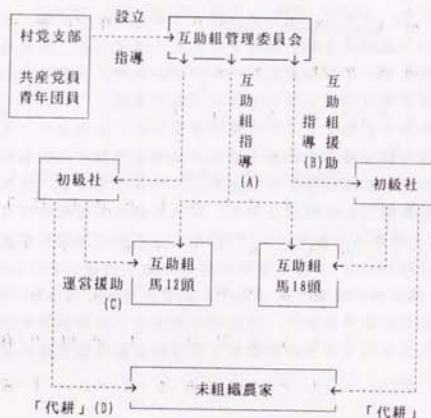 村党支部
共産党員
青年団員
設立
指導
互助組管理委員会
互助組指導(A)
指導(B)
互助組援助
初級社
初級社
互助組
馬12頭
互助組
馬18頭
運営援助
(C)
未組織農家
「代耕」(D)
「代耕」